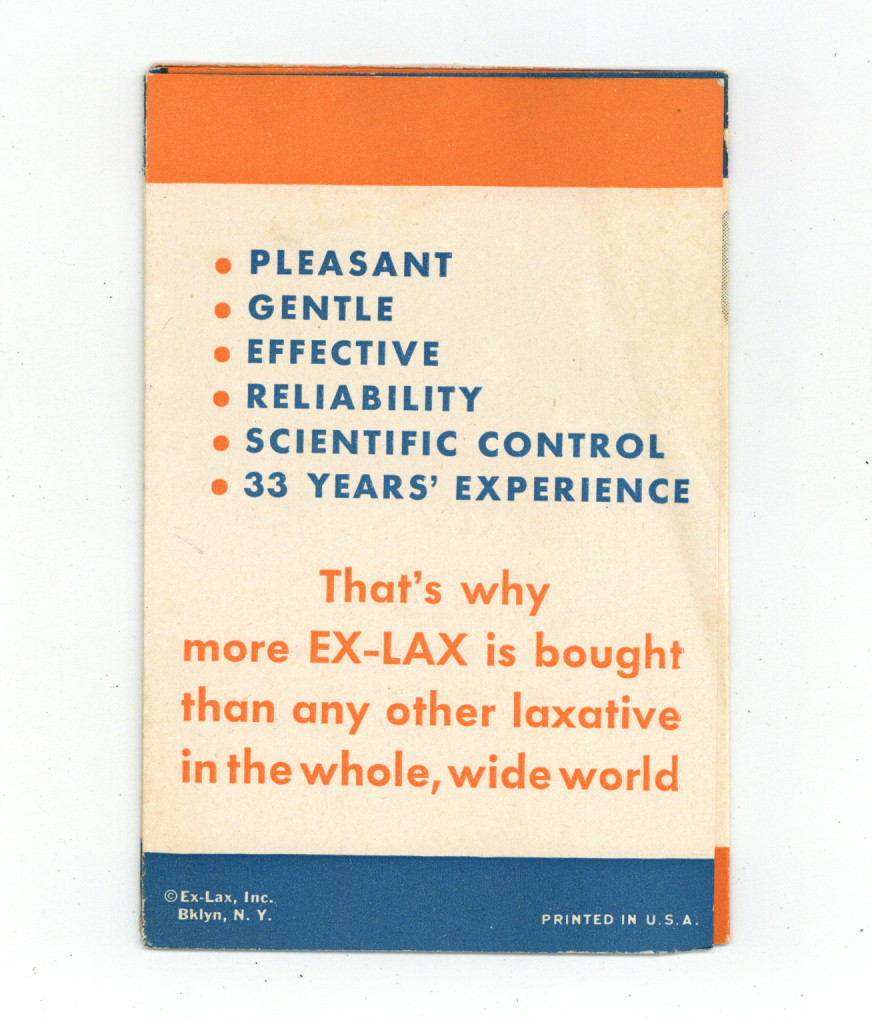 • PLEASANT
• GENTLE
• EFFECTIVE
• RELIABILITY
• SCIENTIFIC CONTROL
• 33 YEARS' EXPERIENCE
That's why
more EX-LAX is bought
than any other laxative
in the whole, wide world
©Ex-Lax, Inc.
Bklyn, N. Y.
PRINTED IN U.S.A.